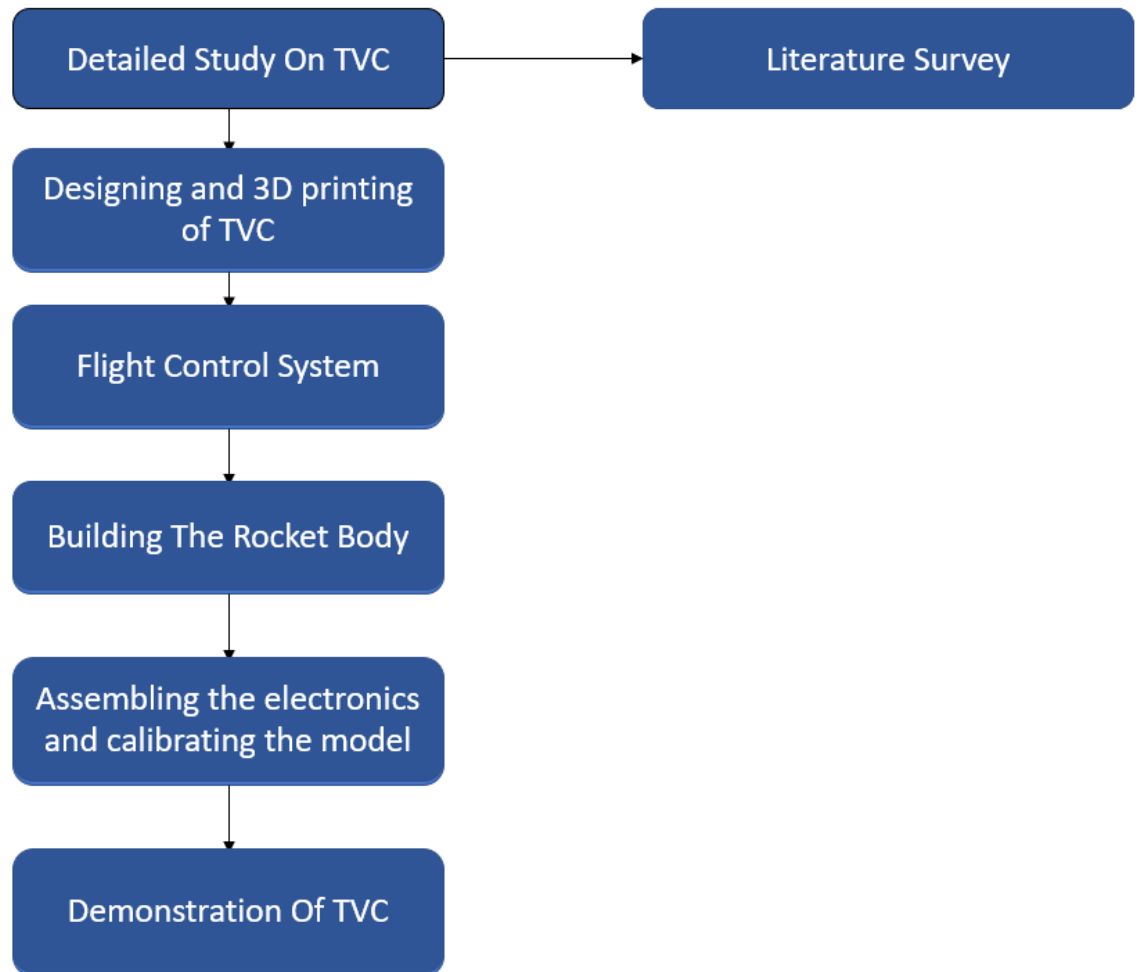 Detailed Study On TVC
Literature Survey
Designing and 3D printing
of TVC
Flight Control System
Building The Rocket Body
Assembling the electronics
and calibrating the model
Demonstration Of TVC